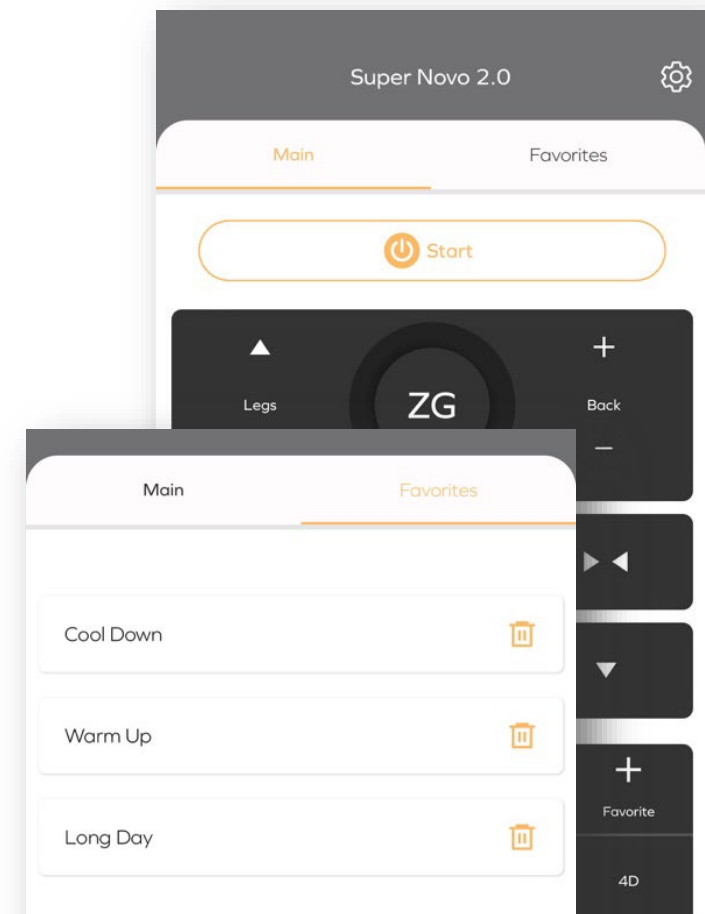 Super Novo 2.0
Main Favorites
Start
Legs ZG Back
Main Favorites
Cool Down
Warm Up
Long Day
Favorite
4D